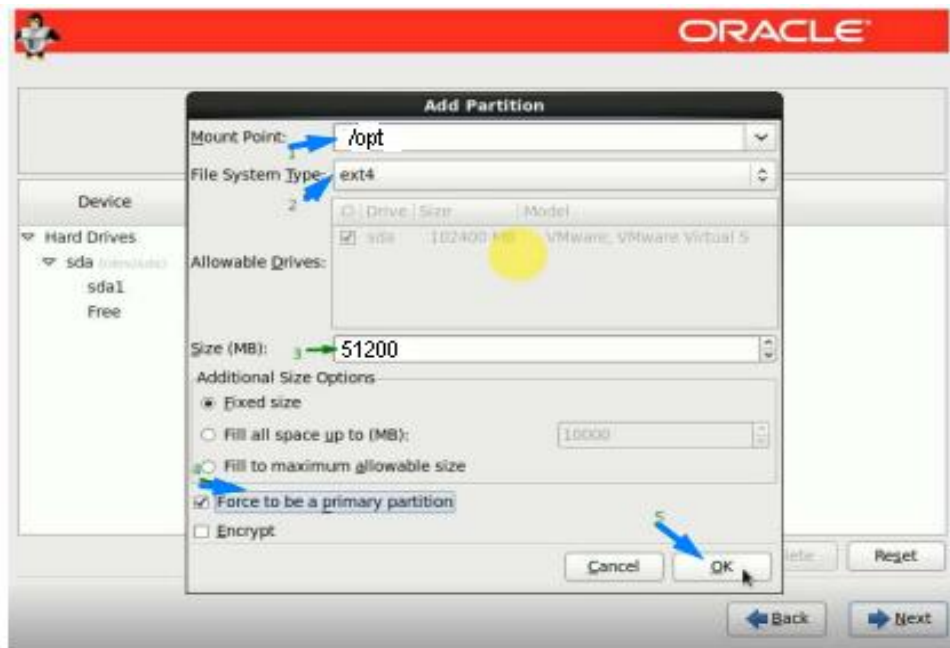 ORACLE
Add Partition
Mount Point: /opt
1
File System Type: ext4
2
Drive Size Model
sda 102400 MB VMware, VMware Virtual S
Allowable Drives:
Device
Hard Drives
sda
sda1
Free
Size (MB): 3 51200
Additional Size Options
Fixed size
Fill all space up to (MB): 10000
Fill to maximum allowable size
Force to be a primary partition
Encrypt
5
Cancel OK
Reset
Back Next